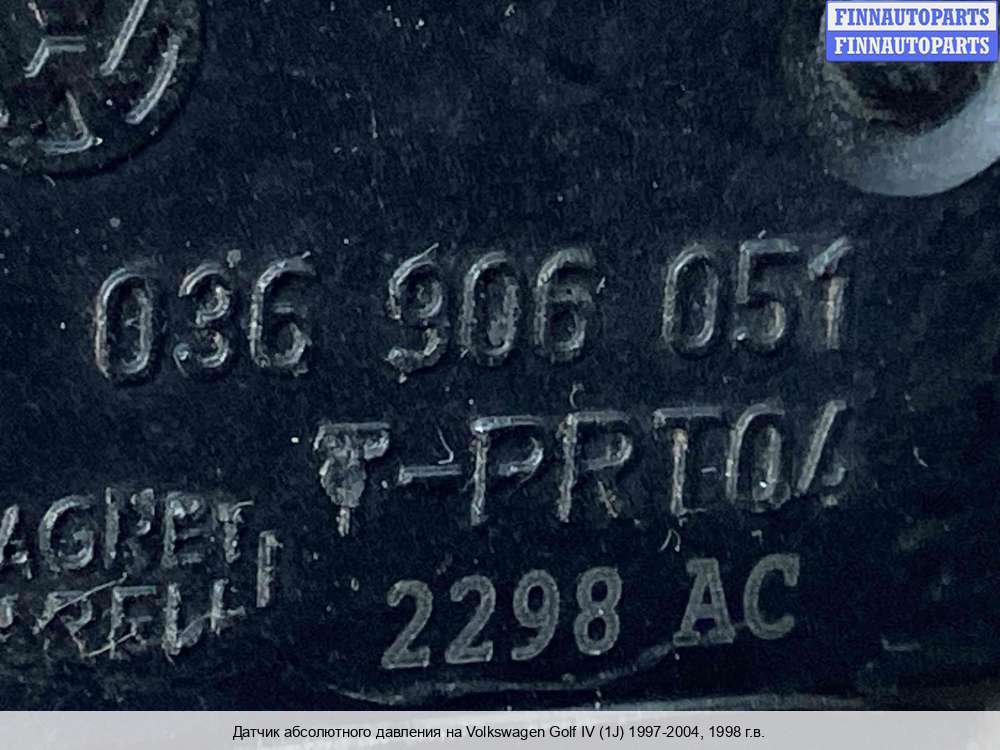 FINNAUTOPARTS
FINNAUTOPARTS
036 906 051
T-PRT04
2298 AC
Датчик абсолютного давления на Volkswagen Golf IV (1J) 1997-2004, 1998 г.в.